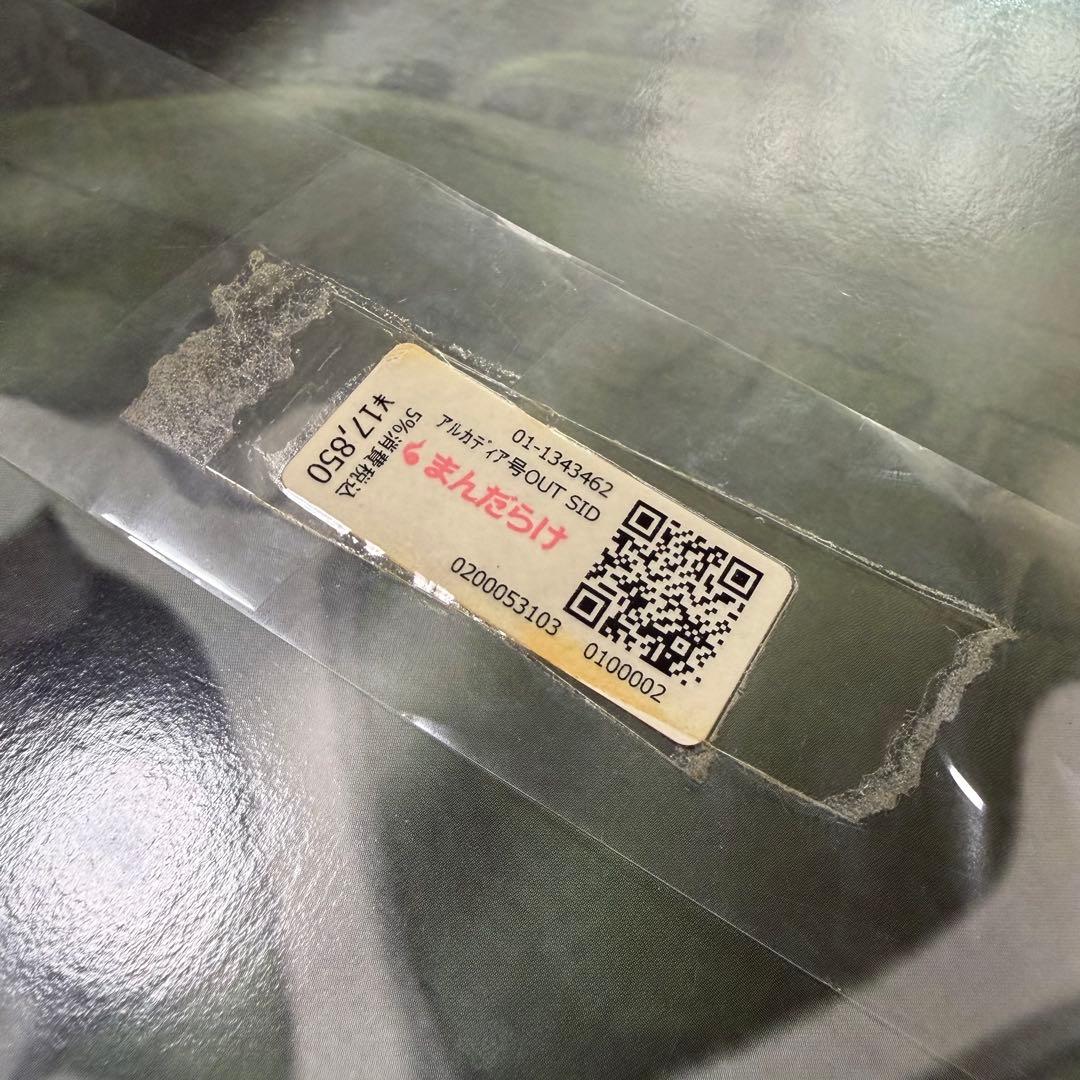 01-1343462
アルカディア号OUT SID
まんだらけ
0200053103
0100002
5%消費税込
¥17,850